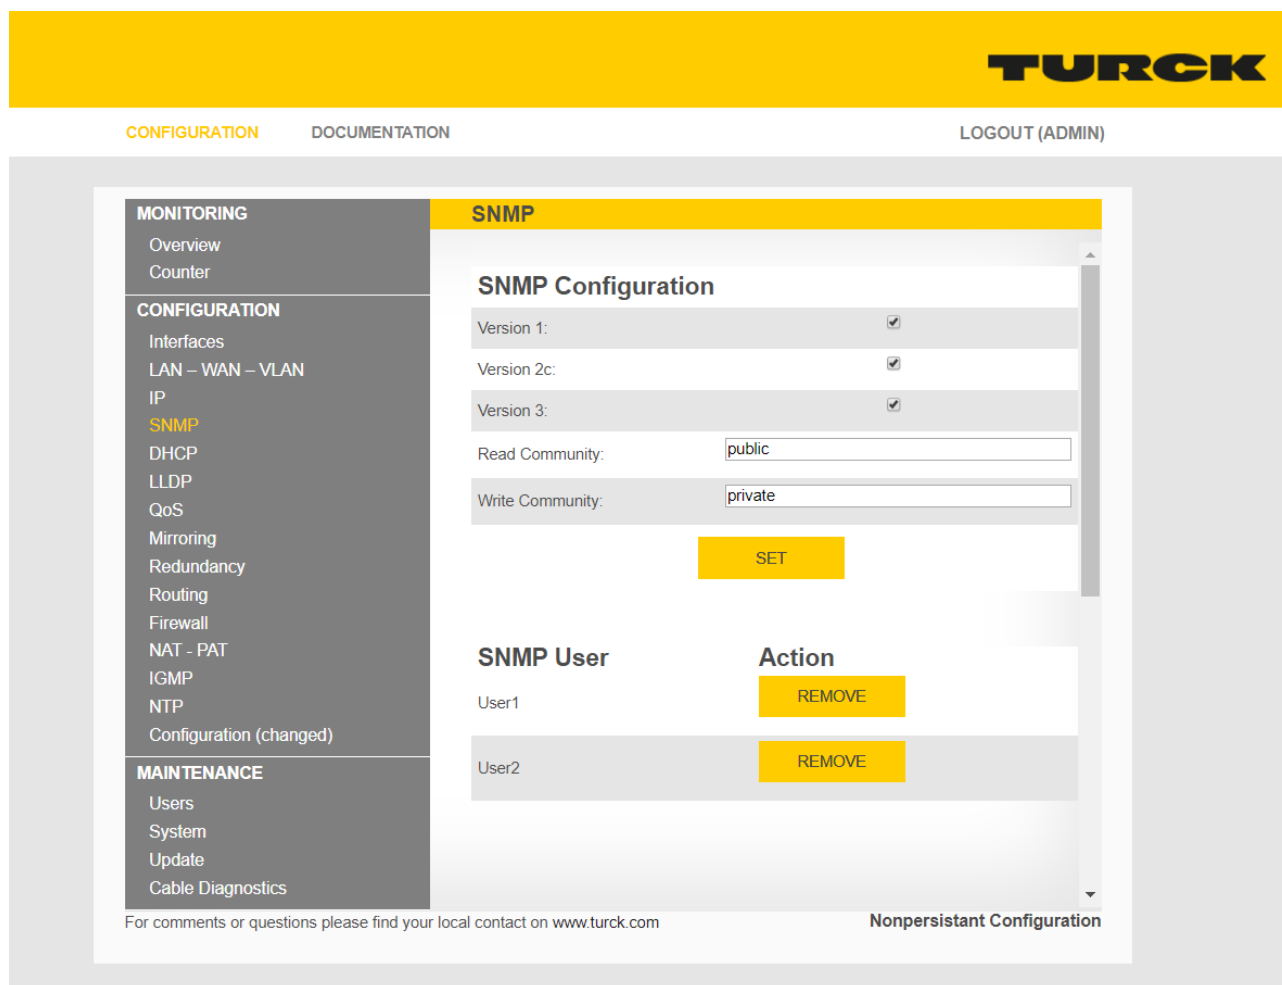 TURCK
CONFIGURATION DOCUMENTATION LOGOUT (ADMIN)
MONITORING
Overview
Counter
CONFIGURATION
Interfaces
LAN – WAN – VLAN
IP
SNMP
DHCP
LLDP
QoS
Mirroring
Redundancy
Routing
Firewall
NAT - PAT
IGMP
NTP
Configuration (changed)
MAINTENANCE
Users
System
Update
Cable Diagnostics
SNMP
SNMP Configuration
Version 1:
Version 2c:
Version 3:
Read Community: public
Write Community: private
SET
SNMP User Action
User1 REMOVE
User2 REMOVE
For comments or questions please find your local contact on www.turck.com Nonpersistant Configuration